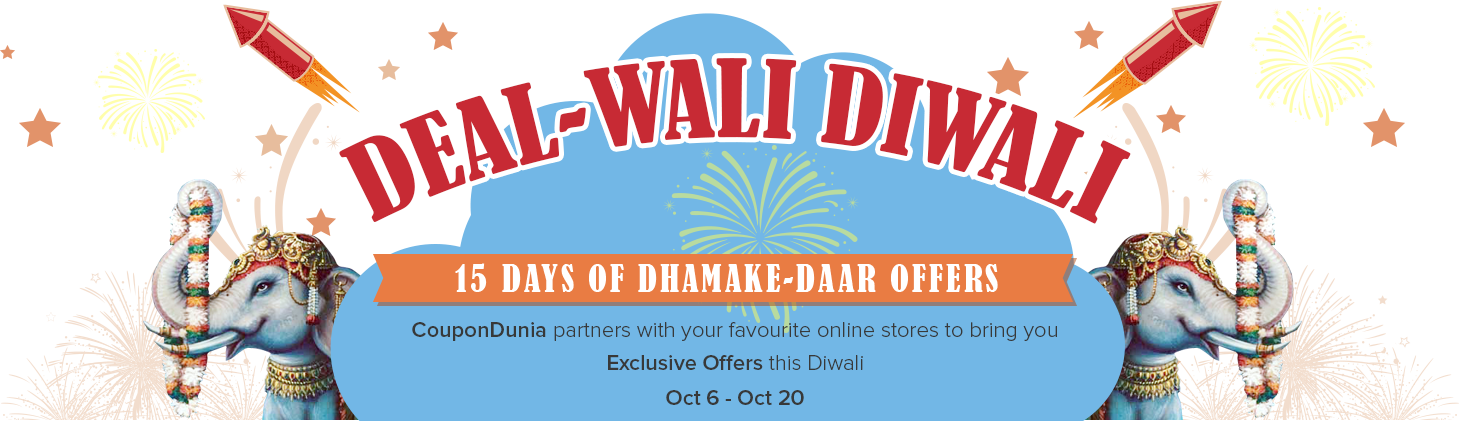 DEAL-WALI DIWALI
15 DAYS OF DHAMAKE-DAAR OFFERS
CouponDunia partners with your favourite online stores to bring you
Exclusive Offers this Diwali
Oct 6 - Oct 20